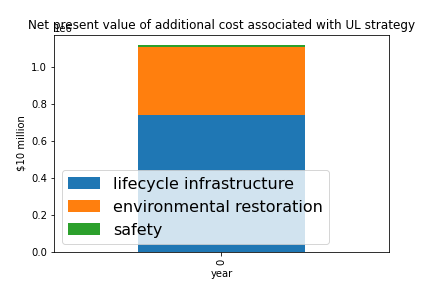 Net present value of additional cost associated with UL strategy
1e6
1.0
0.8
0.6
0.4
0.2
0.0
$10 million
lifecycle infrastructure
environmental restoration
safety
0
year